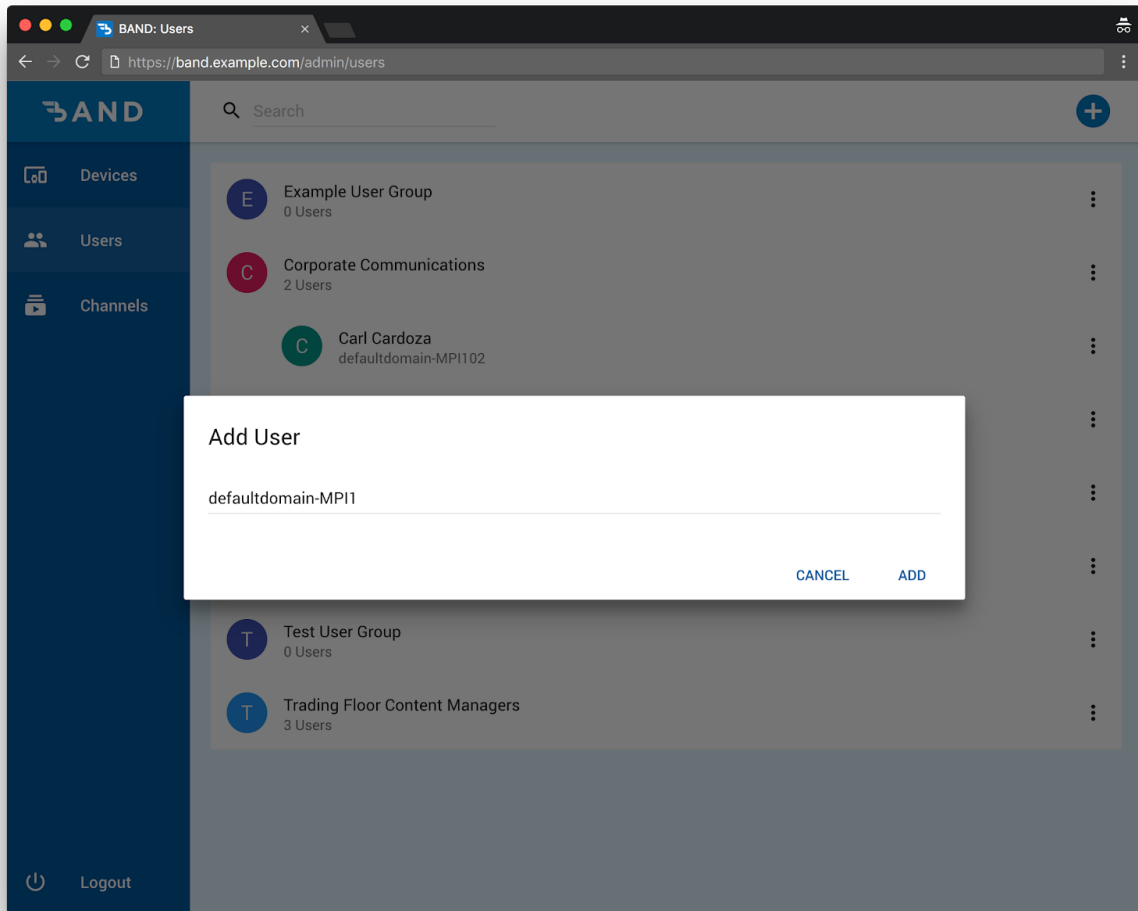 BAND: Users
https://band.example.com/admin/users
BAND
Search
Devices
Users
Channels
Logout
E
Example User Group
0 Users
C
Corporate Communications
2 Users
C
Carl Cardoza
defaultdomain-MPI102
Add User
defaultdomain-MPI1
CANCEL ADD
T
Test User Group
0 Users
T
Trading Floor Content Managers
3 Users